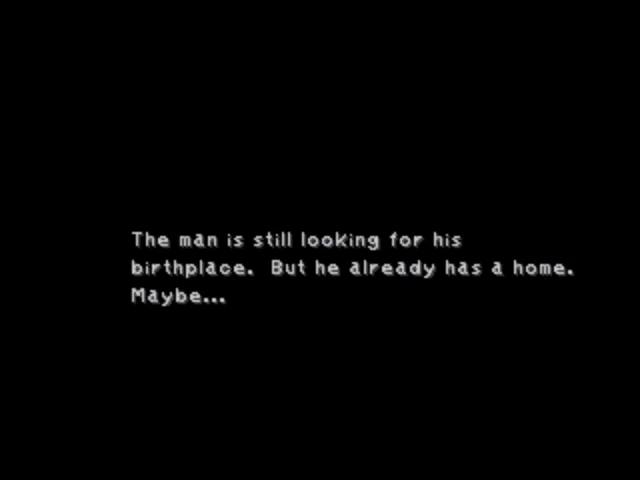 The man is still looking for his
birthplace.  But he already has a home.
Maybe...